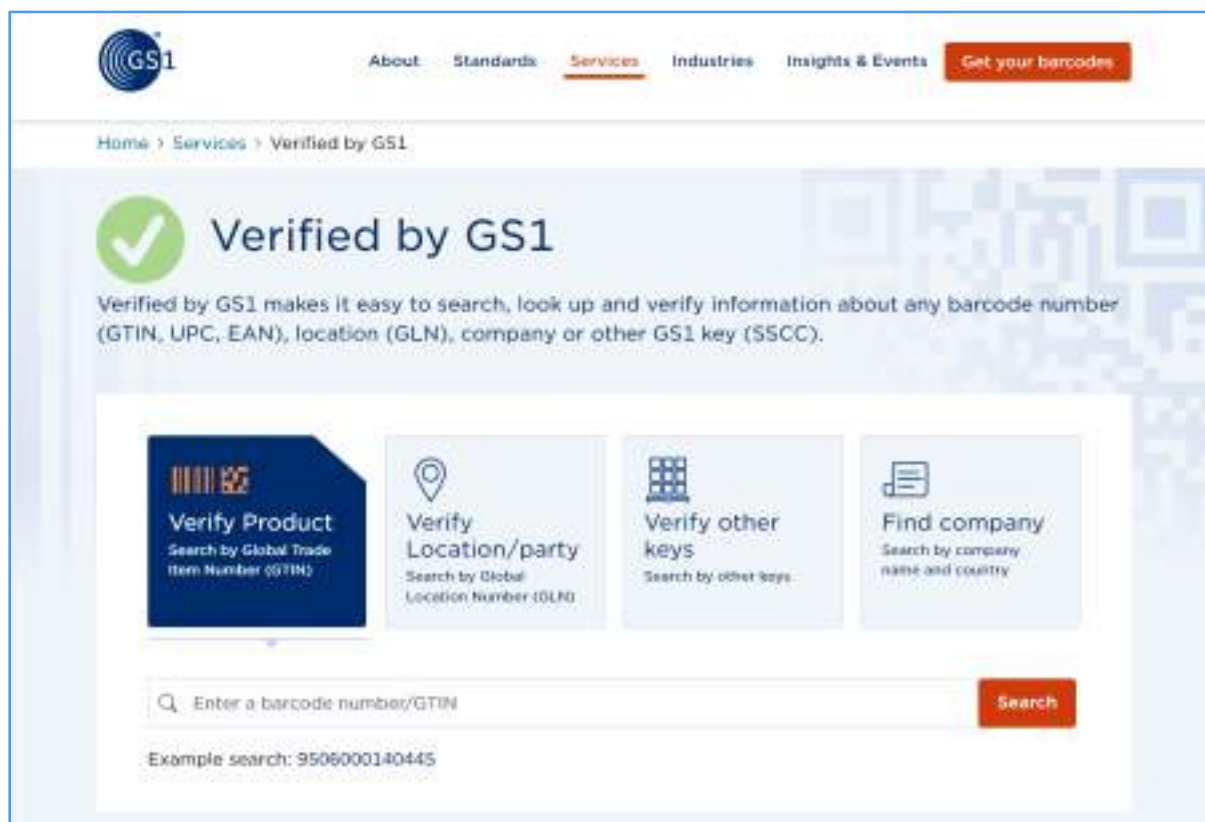 GS1
About Standards Services Industries Insights & Events Get your barcodes
Home > Services > Verified by GS1
Verified by GS1
Verified by GS1 makes it easy to search, look up and verify information about any barcode number
(GTIN, UPC, EAN), location (GLN), company or other GS1 key (SSCC).
Verify Product
Search by Global Trade
Item Number (GTIN)
Verify
Location/party
Search by Global
Location Number (GLN)
Verify other
keys
Search by other keys
Find company
Search by company
name and country
Enter a barcode number/GTIN
Search
Example search: 9506000140445